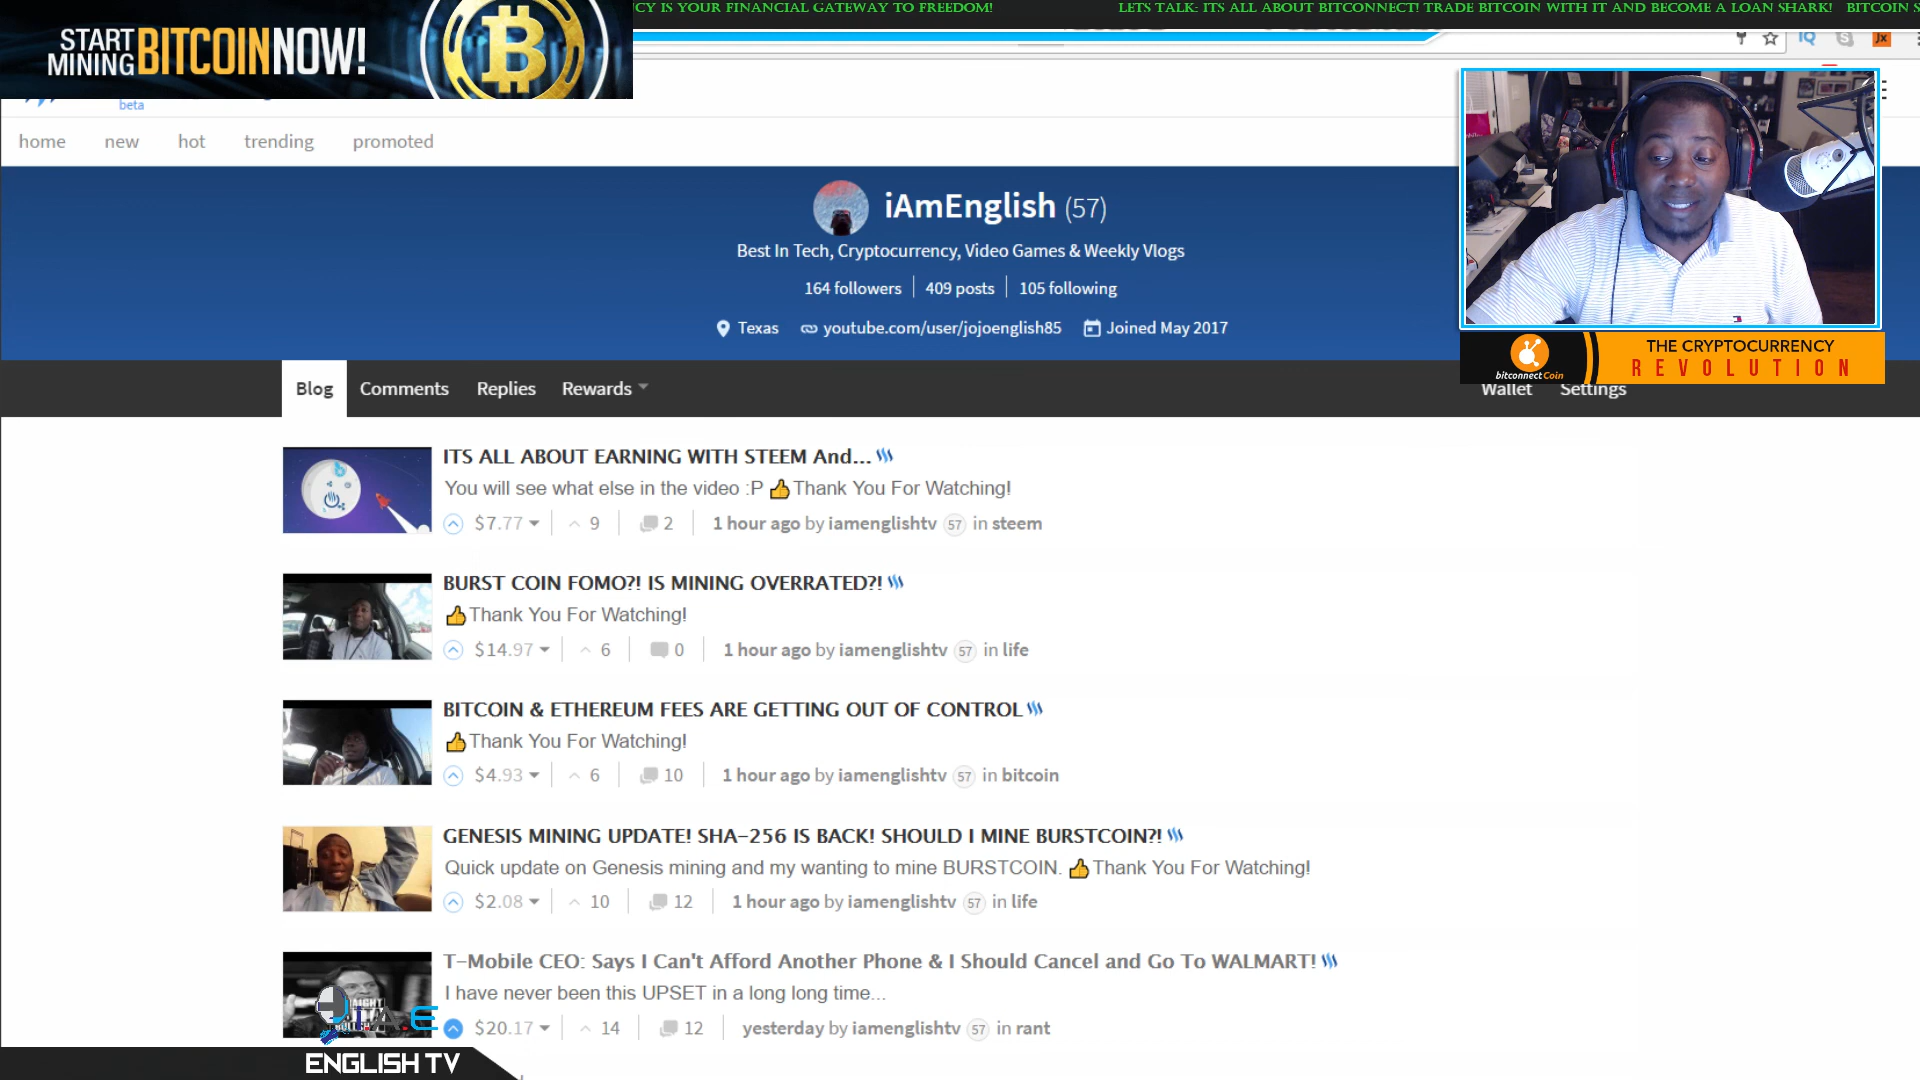 CY IS YOUR FINANCIAL GATEWAY TO FREEDOM!
LETS TALK: ITS ALL ABOUT BITCONNECT! TRADE BITCOIN WITH IT AND BECOME A LOAN SHARK!
BITCOIN S
START
MINING BITCOIN NOW!
beta
home new hot trending promoted
iAmEnglish (57)
Best In Tech, Cryptocurrency, Video Games & Weekly Vlogs
164 followers 409 posts 105 following
Texas youtube.com/user/jojoenglish85 Joined May 2017
bitconnectCoin
THE CRYPTOCURRENCY
REVOLUTION
Blog Comments Replies Rewards Wallet Settings
ITS ALL ABOUT EARNING WITH STEEM And...
You will see what else in the video :P 👍Thank You For Watching!
$7.77 9 2 1 hour ago by iamenglishtv 57 in steem
BURST COIN FOMO?! IS MINING OVERRATED?!
👍Thank You For Watching!
$14.97 6 0 1 hour ago by iamenglishtv 57 in life
BITCOIN & ETHEREUM FEES ARE GETTING OUT OF CONTROL
👍Thank You For Watching!
$4.93 6 10 1 hour ago by iamenglishtv 57 in bitcoin
GENESIS MINING UPDATE! SHA-256 IS BACK! SHOULD I MINE BURSTCOIN?!
Quick update on Genesis mining and my wanting to mine BURSTCOIN. 👍Thank You For Watching!
$2.08 10 12 1 hour ago by iamenglishtv 57 in life
T-Mobile CEO: Says I Can't Afford Another Phone & I Should Cancel and Go To WALMART!
I have never been this UPSET in a long long time...
$20.17 14 12 yesterday by iamenglishtv 57 in rant
ENGLISH TV